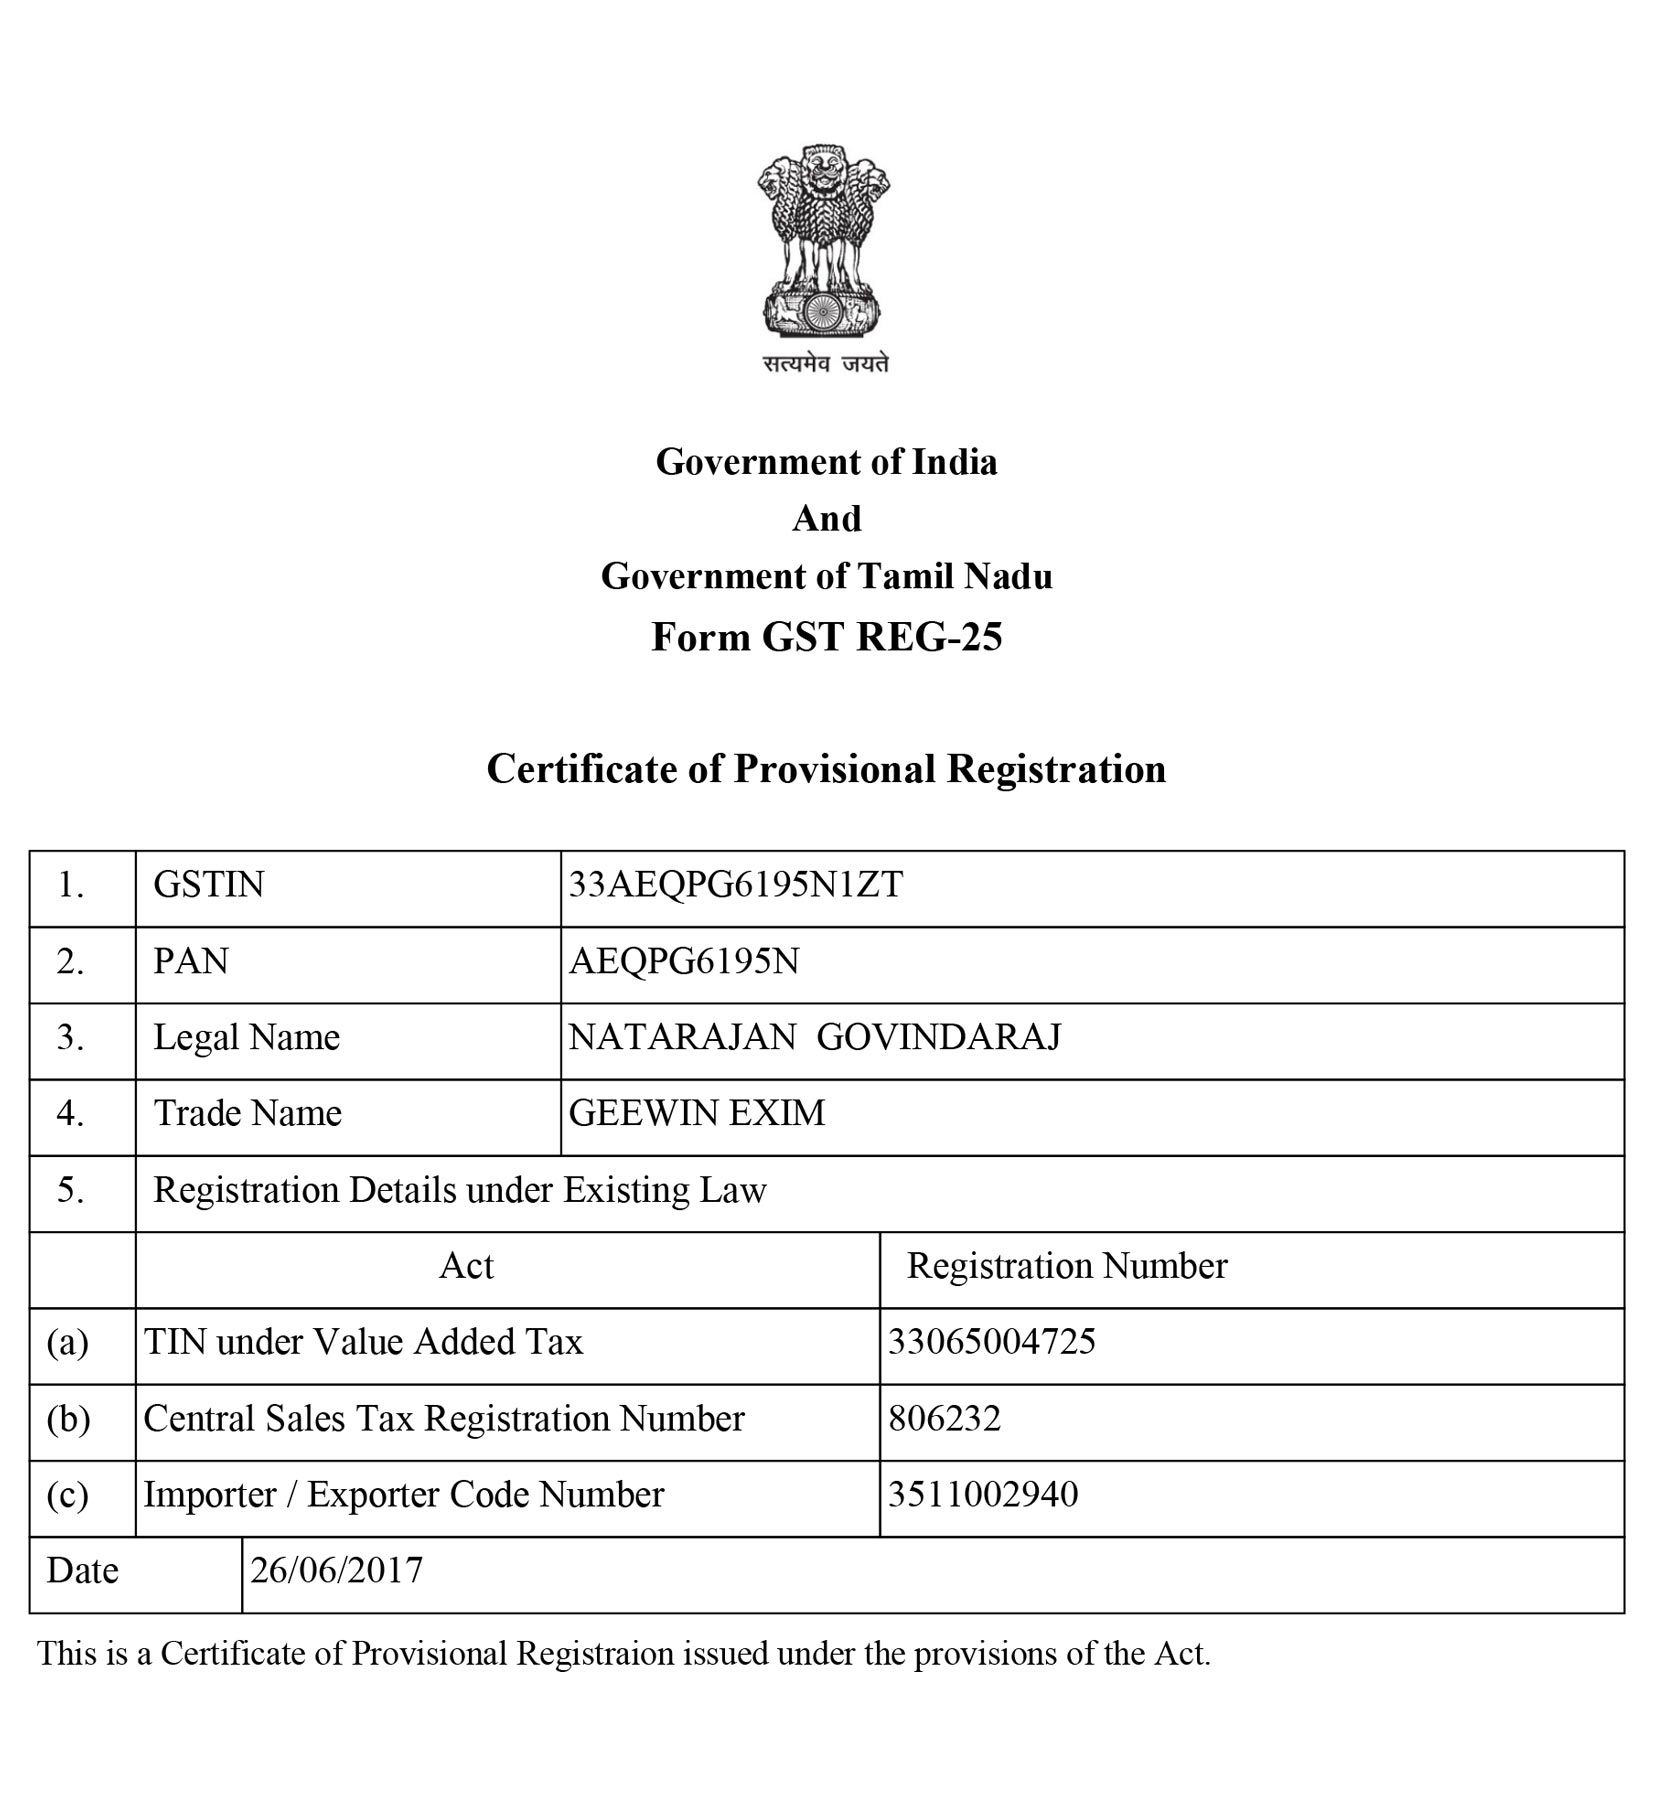 सत्यमेव जयते
Government of India
And
Government of Tamil Nadu
Form GST REG-25
Certificate of Provisional Registration
1. GSTIN 33AEQPG6195N1ZT
2. PAN AEQPG6195N
3. Legal Name NATARAJAN GOVINDARAJ
4. Trade Name GEEWIN EXIM
5. Registration Details under Existing Law
Act Registration Number
(a) TIN under Value Added Tax 33065004725
(b) Central Sales Tax Registration Number 806232
(c) Importer / Exporter Code Number 3511002940
Date 26/06/2017
This is a Certificate of Provisional Registraion issued under the provisions of the Act.